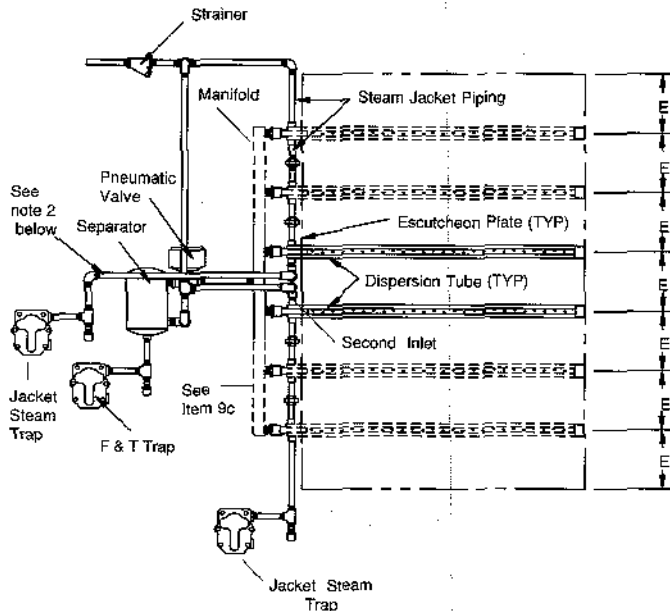 Strainer
Manifold
Steam Jacket Piping
E
E
See
note 2
below
Pneumatic
Valve
Separator
Escutcheon Plate (TYP)
E
Dispersion Tube (TYP)
E
Second Inlet
Jacket
Steam
Trap
F & T Trap
See
Item 9c
E
E
E
Jacket Steam
Trap